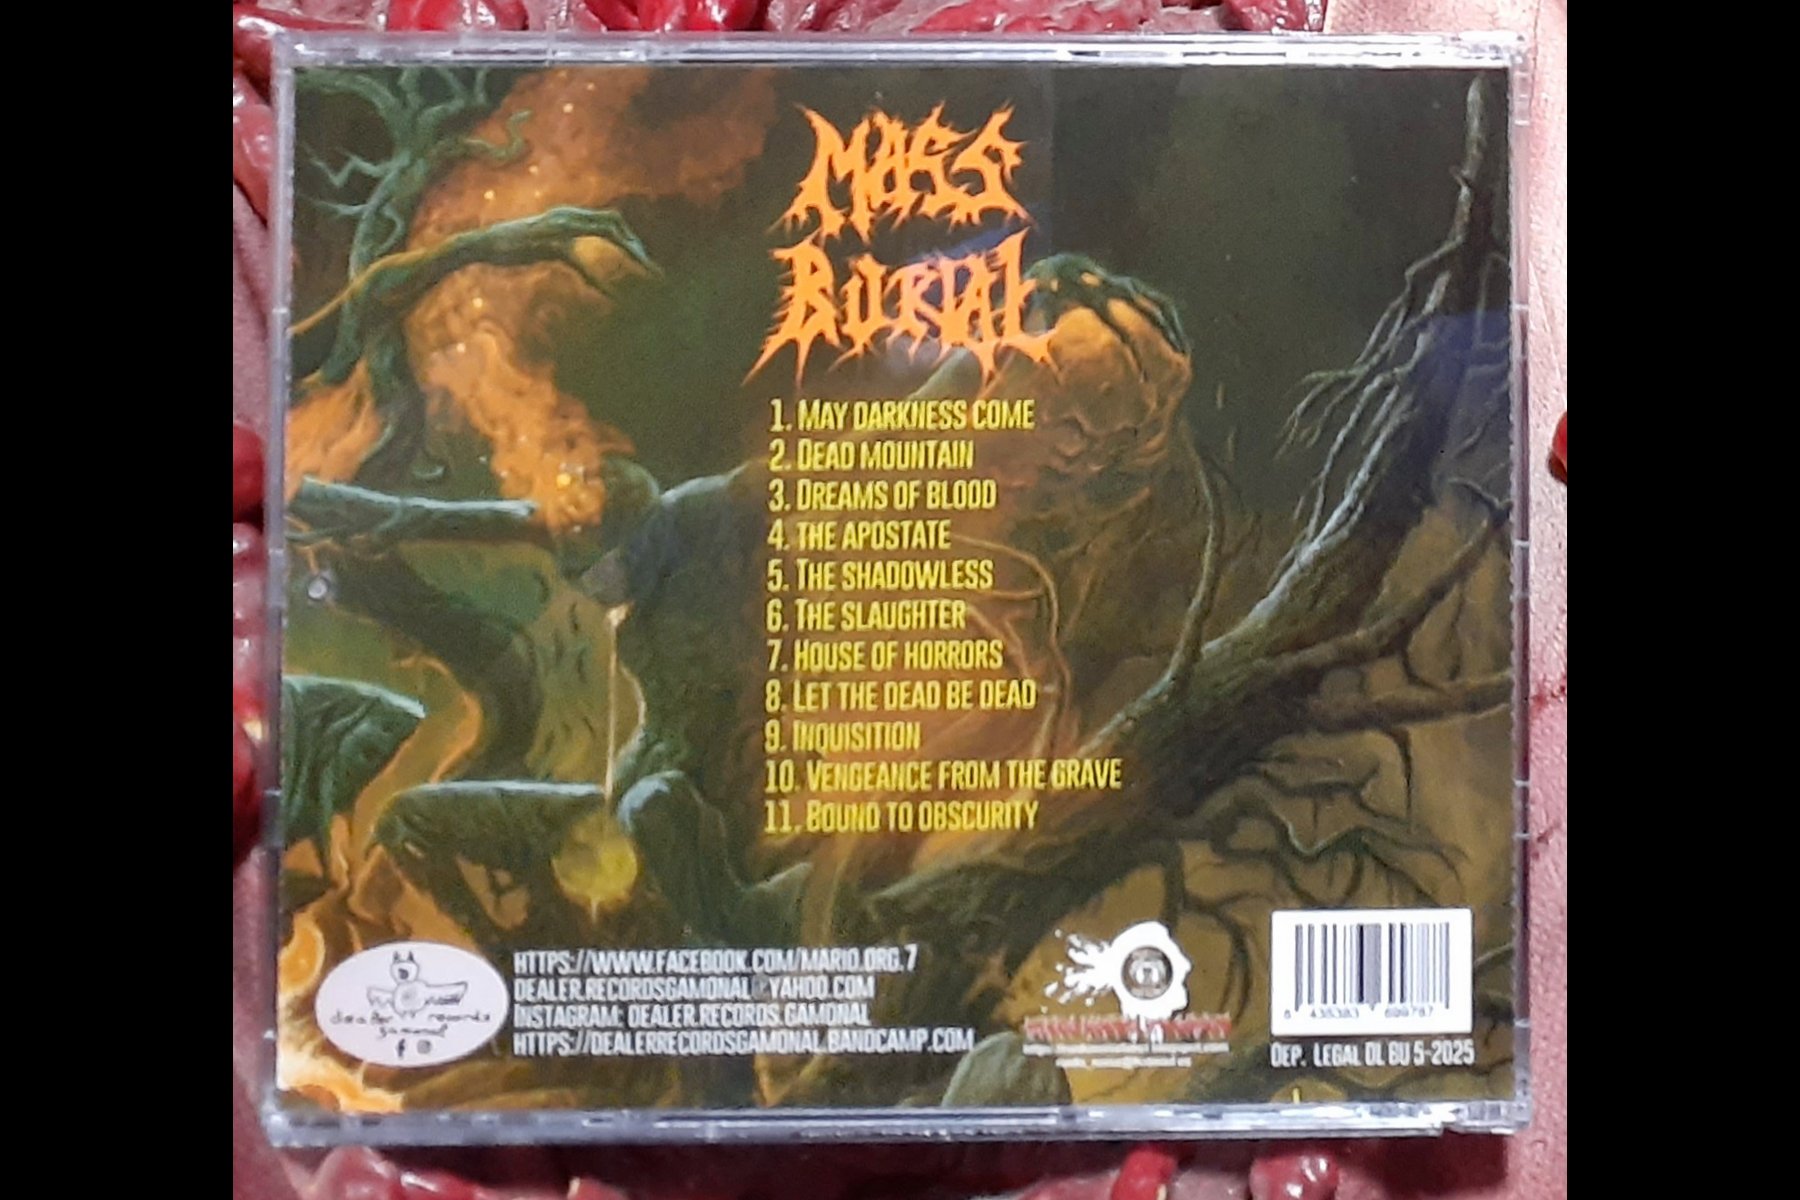 MASS
BURIAL
1. MAY DARKNESS COME
2. DEAD MOUNTAIN
3. DREAMS OF BLOOD
4. THE APOSTATE
5. THE SHADOWLESS
6. THE SLAUGHTER
7. HOUSE OF HORRORS
8. LET THE DEAD BE DEAD
9. INQUISITION
10. VENGEANCE FROM THE GRAVE
11. BOUND TO OBSCURITY
dealer records
gamonal
HTTPS://WWW.FACEBOOK.COM/MARIO.ORG.7
DEALER.RECORDSGAMONAL@YAHOO.COM
INSTAGRAM: DEALER.RECORDS.GAMONAL
HTTPS://DEALERRECORDSGAMONAL.BANDCAMP.COM
DEP. LEGAL DL BU 5-2025